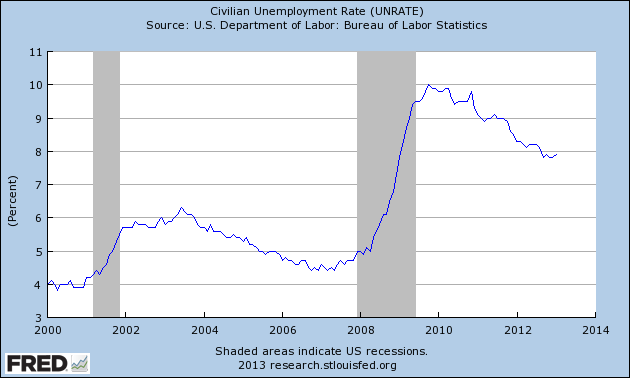 Civilian Unemployment Rate (UNRATE)
Source: U.S. Department of Labor: Bureau of Labor Statistics
11
10
9
8
7
6
5
4
3
(Percent)
2000 2002 2004 2006 2008 2010 2012 2014
Shaded areas indicate US recessions.
2013 research.stlouisfed.org
FRED